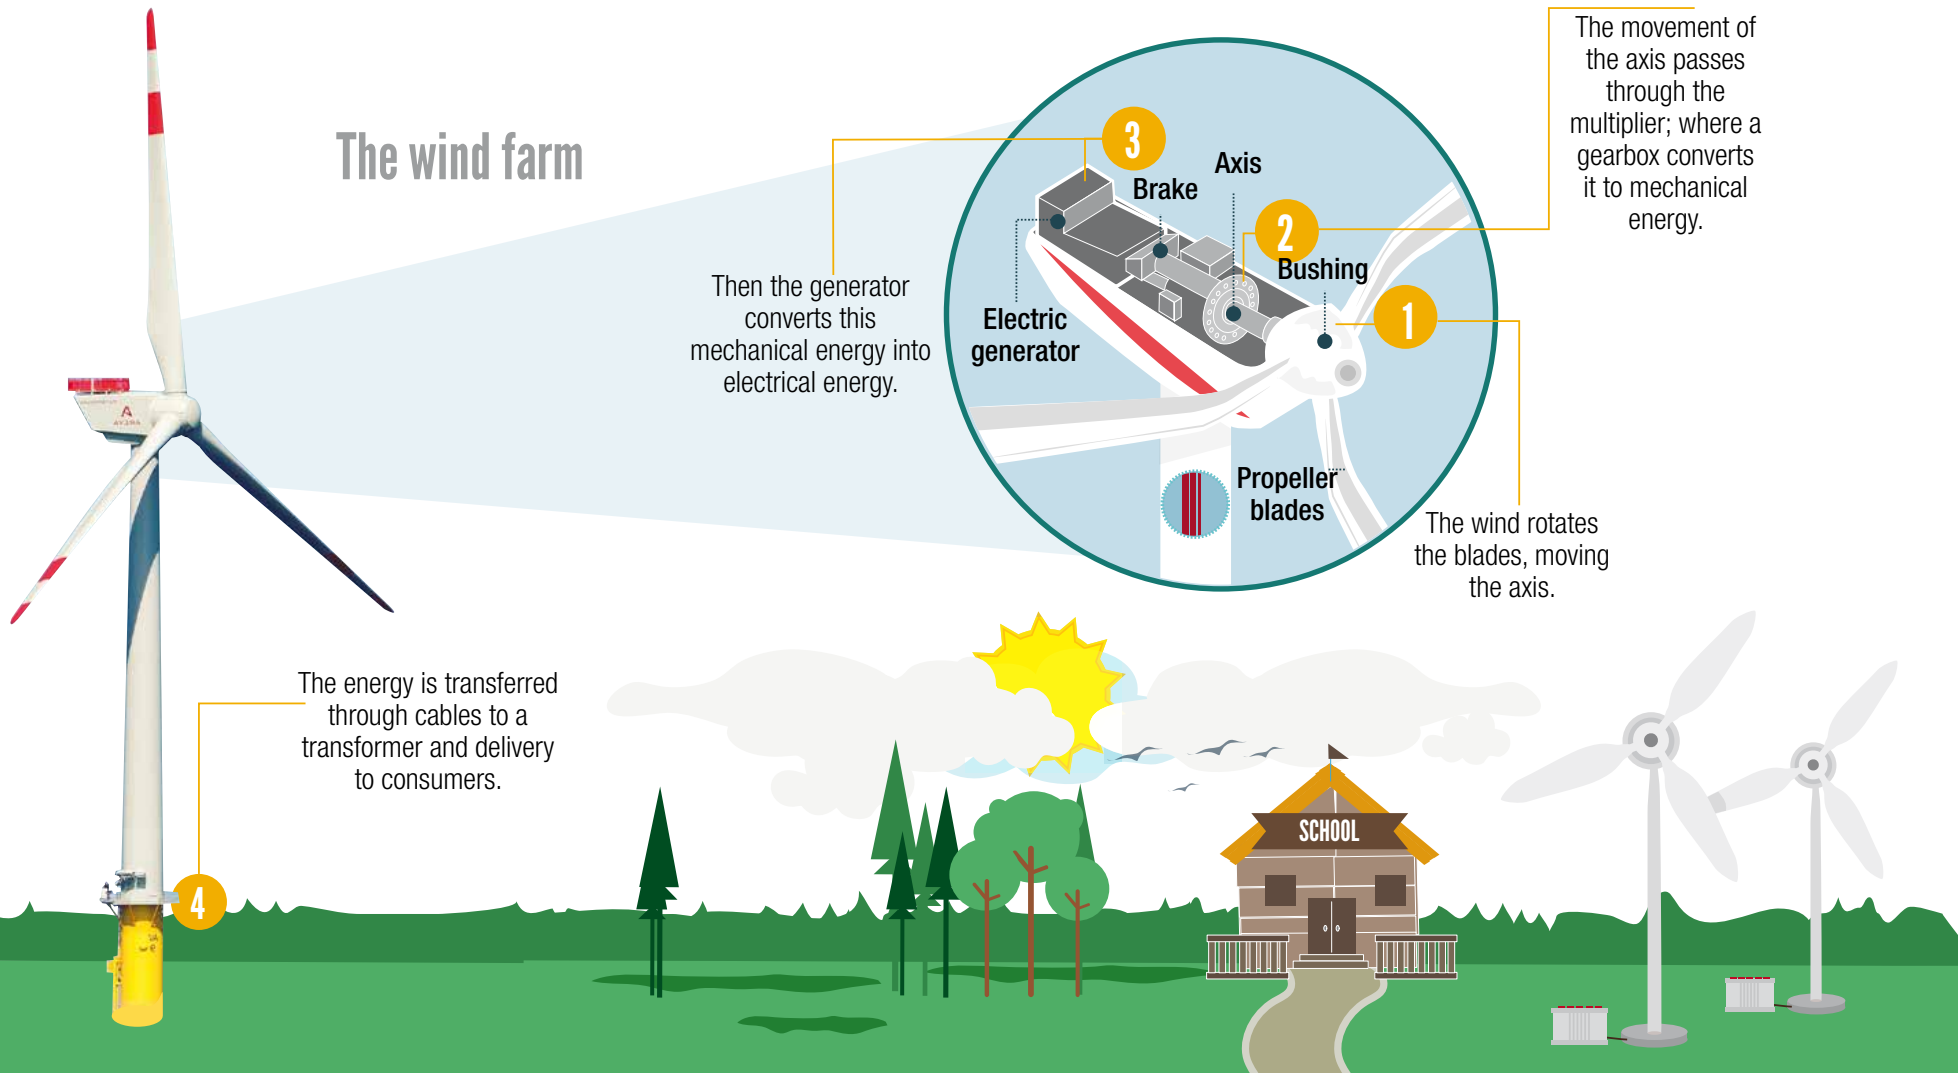 The wind farm
The movement of
the axis passes
through the
multiplier; where a
gearbox converts
it to mechanical
energy.
3
Axis
Brake
2
Bushing
1
Then the generator
converts this
mechanical energy into
electrical energy.
Electric
generator
Propeller
blades
The wind rotates
the blades, moving
the axis.
A
The energy is transferred
through cables to a
transformer and delivery
to consumers.
4
SCHOOL